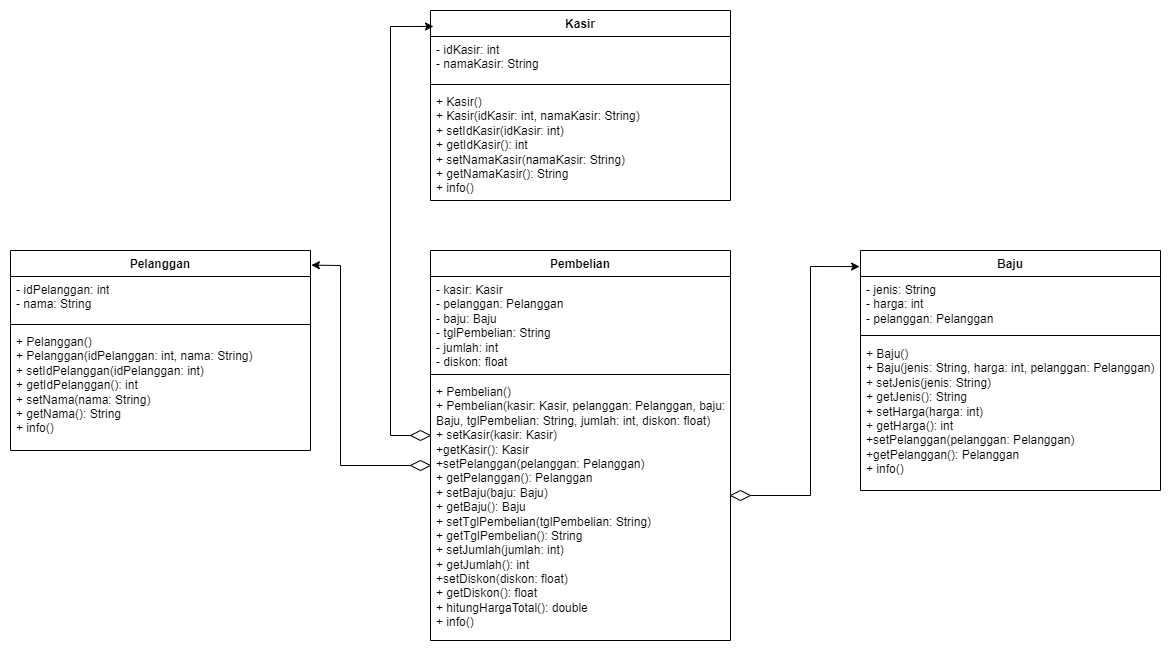 Kasir
- idKasir: int
- namaKasir: String
+ Kasir()
+ Kasir(idKasir: int, namaKasir: String)
+ setIdKasir(idKasir: int)
+ getIdKasir(): int
+ setNamaKasir(namaKasir: String)
+ getNamaKasir(): String
+ info()
Pelanggan
- idPelanggan: int
- nama: String
+ Pelanggan()
+ Pelanggan(idPelanggan: int, nama: String)
+ setIdPelanggan(idPelanggan: int)
+ getIdPelanggan(): int
+ setNama(nama: String)
+ getNama(): String
+ info()
Pembelian
- kasir: Kasir
- pelanggan: Pelanggan
- baju: Baju
- tglPembelian: String
- jumlah: int
- diskon: float
+ Pembelian()
+ Pembelian(kasir: Kasir, pelanggan: Pelanggan, baju:
Baju, tglPembelian: String, jumlah: int, diskon: float)
+ setKasir(kasir: Kasir)
+getKasir(): Kasir
+setPelanggan(pelanggan: Pelanggan)
+ getPelanggan(): Pelanggan
+ setBaju(baju: Baju)
+ getBaju(): Baju
+ setTglPembelian(tglPembelian: String)
+ getTglPembelian(): String
+ setJumlah(jumlah: int)
+ getJumlah(): int
+setDiskon(diskon: float)
+ getDiskon(): float
+ hitungHargaTotal(): double
+ info()
Baju
- jenis: String
- harga: int
- pelanggan: Pelanggan
+ Baju()
+ Baju(jenis: String, harga: int, pelanggan: Pelanggan)
+ setJenis(jenis: String)
+ getJenis(): String
+ setHarga(harga: int)
+ getHarga(): int
+setPelanggan(pelanggan: Pelanggan)
+getPelanggan(): Pelanggan
+ info()